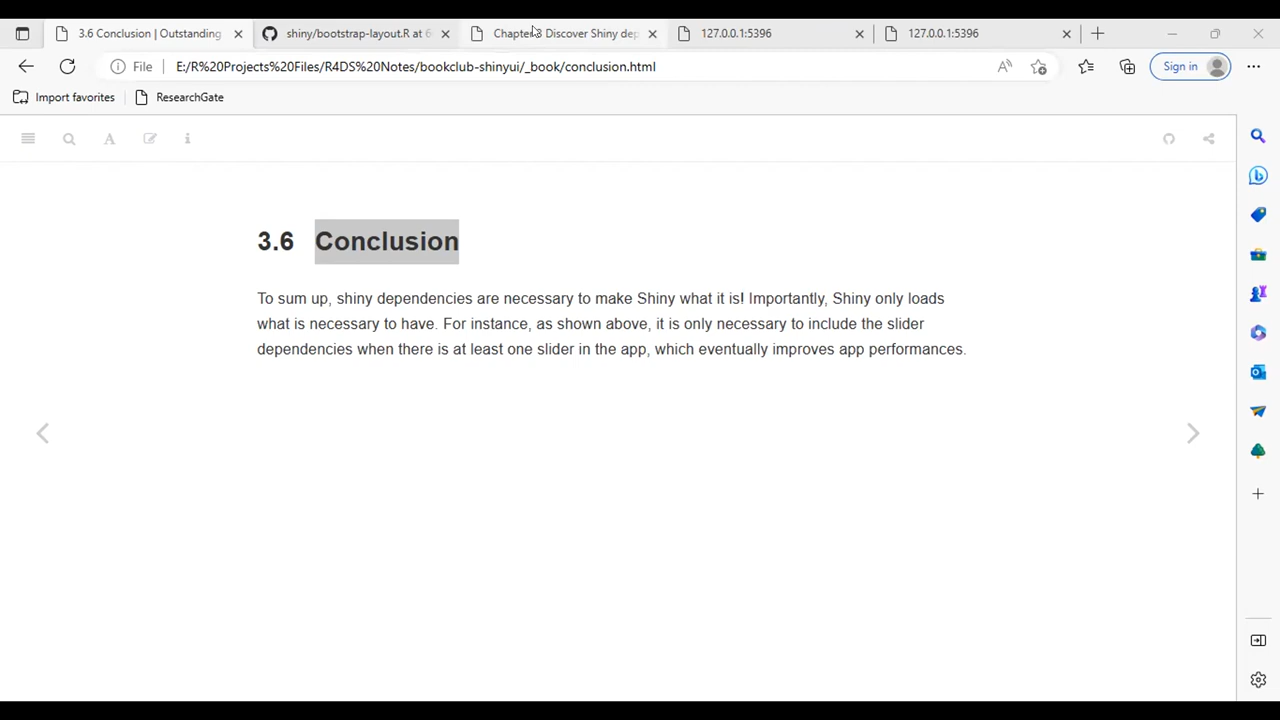 3.6 Conclusion | Outstanding
shiny/bootstrap-layout.R at 6
Chapter 3 Discover Shiny dep
127.0.0.1:5396
127.0.0.1:5396
File
E:/R%20Projects%20Files/R4DS%20Notes/bookclub-shinyui/_book/conclusion.html
Sign in
Import favorites
ResearchGate
3.6 Conclusion
To sum up, shiny dependencies are necessary to make Shiny what it is! Importantly, Shiny only loads
what is necessary to have. For instance, as shown above, it is only necessary to include the slider
dependencies when there is at least one slider in the app, which eventually improves app performances.